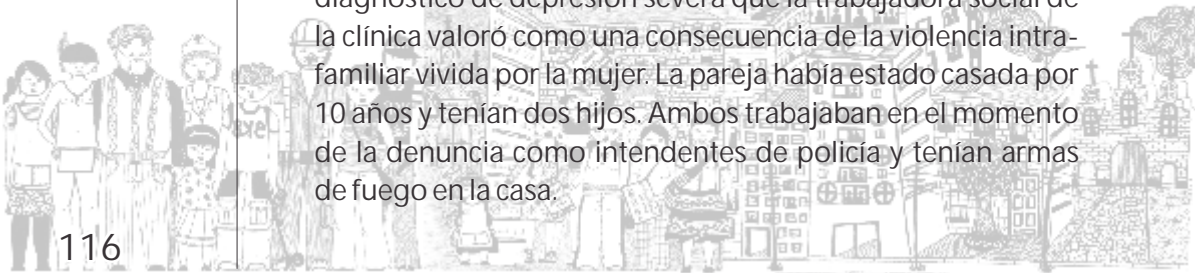 diagnóstico de depresión severa que la trabajadora social de
la clínica valoró como una consecuencia de la violencia intra-
familiar vivida por la mujer. La pareja había estado casada por
10 años y tenían dos hijos. Ambos trabajaban en el momento
de la denuncia como intendentes de policía y tenían armas
de fuego en la casa.
116